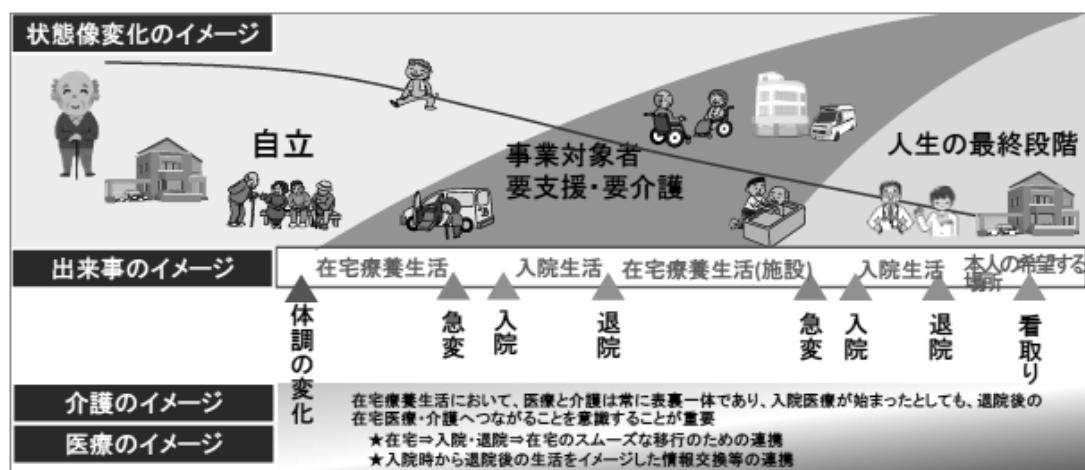 状態像変化のイメージ
自立
事業対象者
要支援・要介護
人生の最終段階
出来事のイメージ
在宅療養生活
入院生活
在宅療養生活(施設)
入院生活
本人の希望する
場所
体調の変化
急変
入院
退院
急変
入院
退院
看取り
介護のイメージ
医療のイメージ
在宅療養生活において、医療と介護は常に表裏一体であり、入院医療が始まったとしても、退院後の
在宅医療・介護へつながることを意識することが重要
★在宅⇒入院・退院⇒在宅のスムーズな移行のための連携
★入院時から退院後の生活をイメージした情報交換等の連携